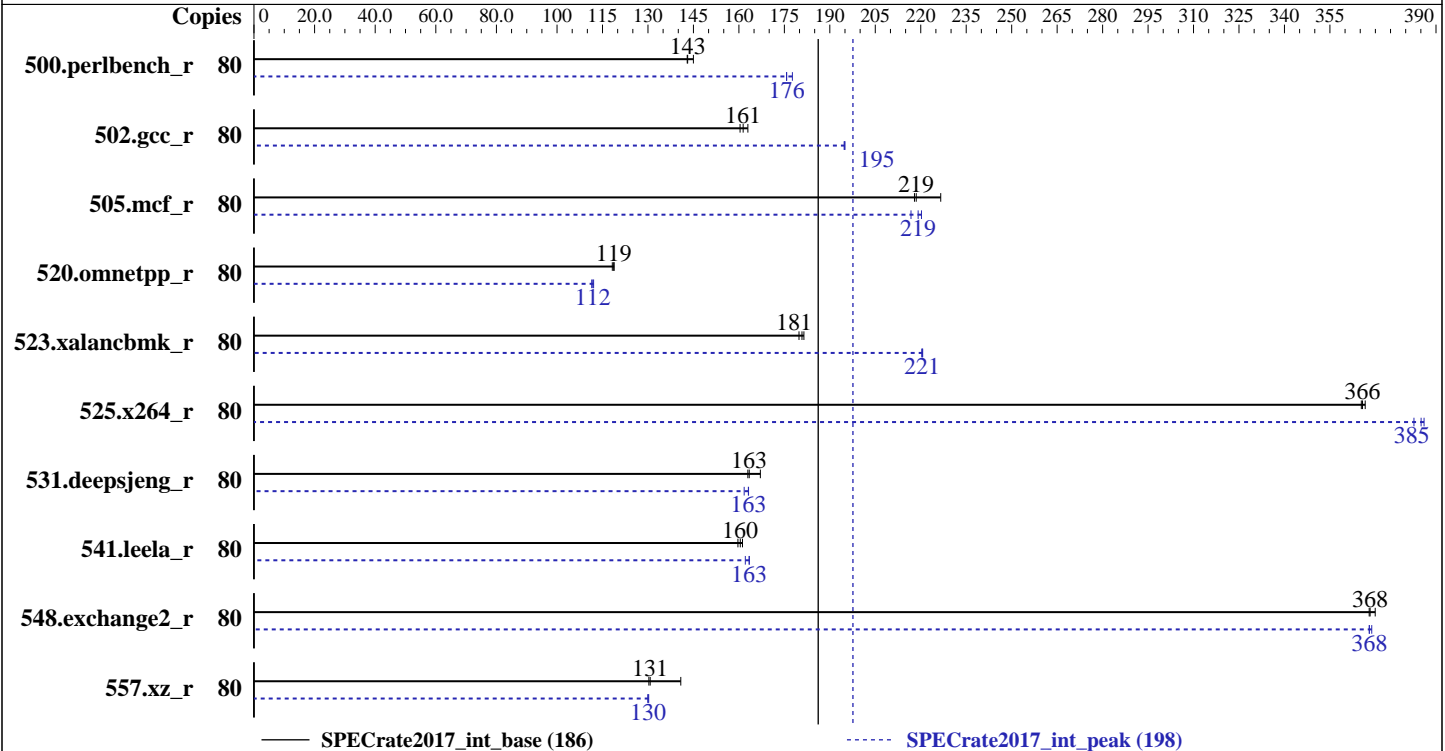 Copies 0 20.0 40.0 60.0 80.0 100 115 130 145 160 175 190 205 220 235 250 265 280 295 310 325 340 355 390
143
500.perlbench_r 80
176
161
502.gcc_r 80
195
219
505.mcf_r 80
219
119
520.omnetpp_r 80
112
181
523.xalancbmk_r 80
221
366
525.x264_r 80
385
163
531.deepsjeng_r 80
163
160
541.leela_r 80
163
368
548.exchange2_r 80
368
131
557.xz_r 80
130
SPECrate2017_int_base (186) SPECrate2017_int_peak (198)